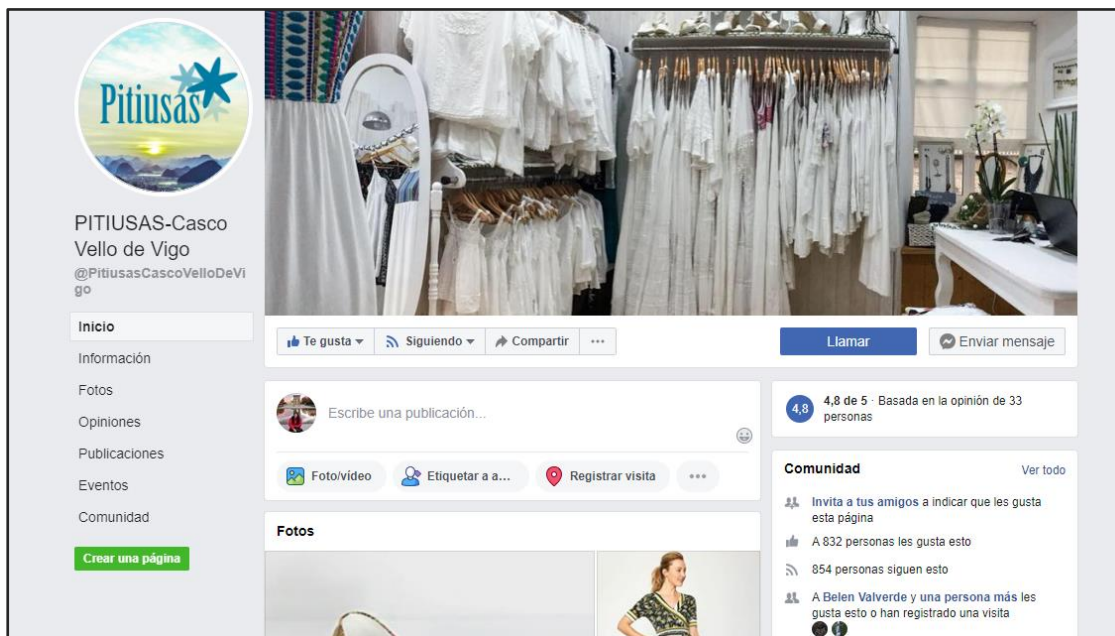 Pitiusas
PITIUSAS-Casco
Vello de Vigo
@PitiusasCascoVelloDeVi
go
Inicio
Información
Fotos
Opiniones
Publicaciones
Eventos
Comunidad
Crear una página
Te gusta
Siguiendo
Compartir
Llamar
Enviar mensaje
Escribe una publicación...
Foto/vídeo
Etiquetar a a...
Registrar visita
Fotos
4,8
4,8 de 5 · Basada en la opinión de 33
personas
Comunidad
Ver todo
Invita a tus amigos a indicar que les gusta
esta página
A 832 personas les gusta esto
854 personas siguen esto
A Belen Valverde y una persona más les
gusta esto o han registrado una visita